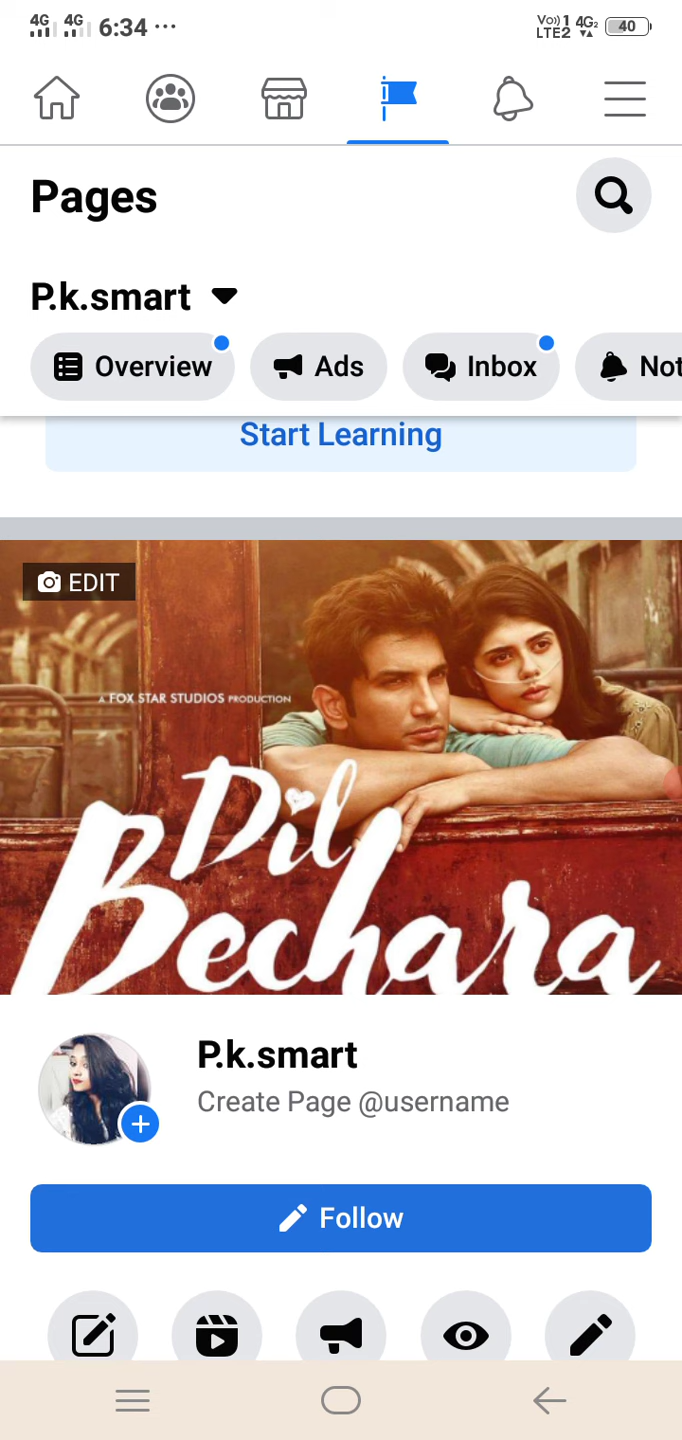 4G 4G 6:34 ... Vo)) 1 LTE2 4G2 40
Pages
P.k.smart
Overview Ads Inbox Not
Start Learning
EDIT
A FOX STAR STUDIOS PRODUCTION
Dil
Bechara
P.k.smart
Create Page @username
Follow